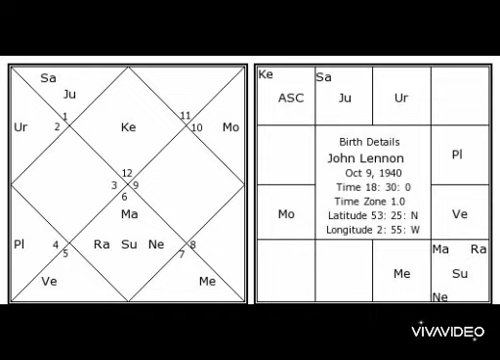 Sa
Ju
1
2
Ur
Ke
11
10
Mo
12
3 9
6
Ma
Pl
4
5
Ra Su Ne
8
7
Ve
Me
Ke
ASC
Sa
Ju
Ur
Birth Details
John Lennon
Oct 9, 1940
Time 18: 30: 0
Time Zone 1.0
Latitude 53: 25: N
Longitude 2: 55: W
Pl
Mo
Ve
Me
Ma Ra
Su
Ne
VIVAVIDEO